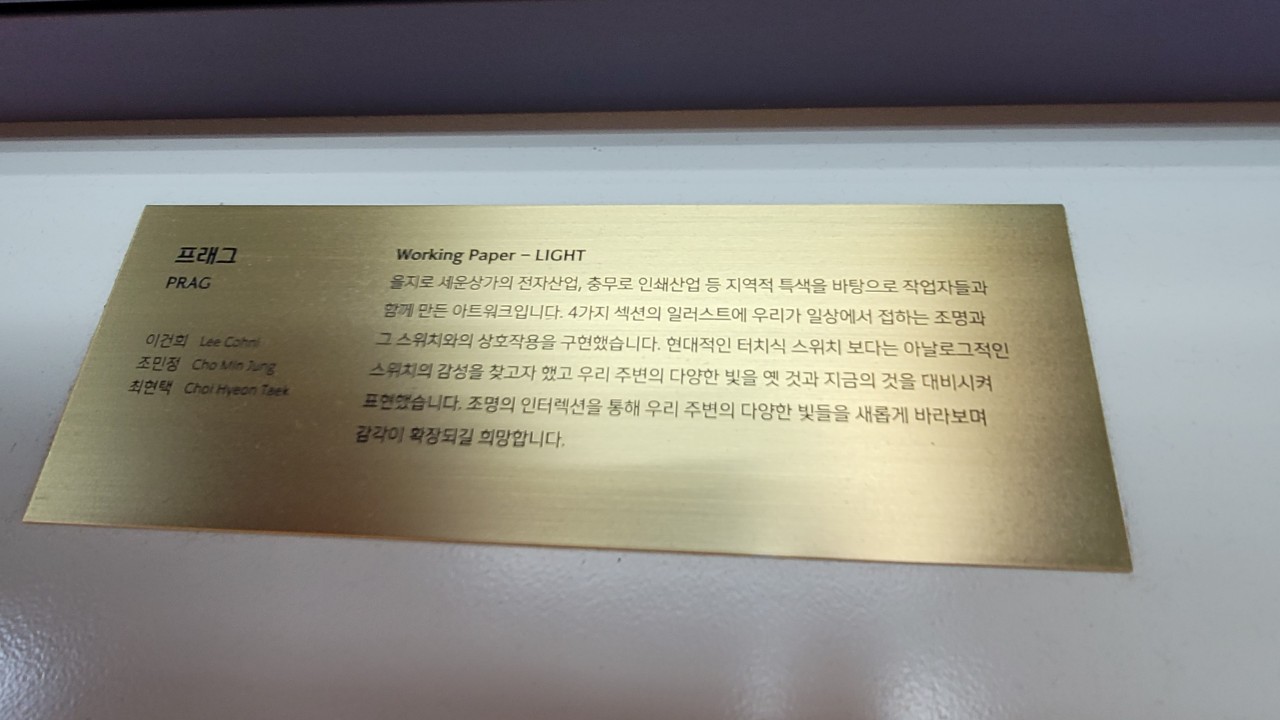 프래그
PRAG
이건희 Lee Cohni
조민정 Cho Min Jung
최현택 Choi Hyeon Taek
Working Paper – LIGHT
을지로 세운상가의 전자산업, 충무로 인쇄산업 등 지역적 특색을 바탕으로 작업자들과
함께 만든 아트워크입니다. 4가지 섹션의 일러스트에 우리가 일상에서 접하는 조명과
그 스위치와의 상호작용을 구현했습니다. 현대적인 터치식 스위치 보다는 아날로그적인
스위치의 감성을 찾고자 했고 우리 주변의 다양한 빛을 옛 것과 지금의 것을 대비시켜
표현했습니다. 조명의 인터렉션을 통해 우리 주변의 다양한 빛들을 새롭게 바라보며
감각이 확장되길 희망합니다.